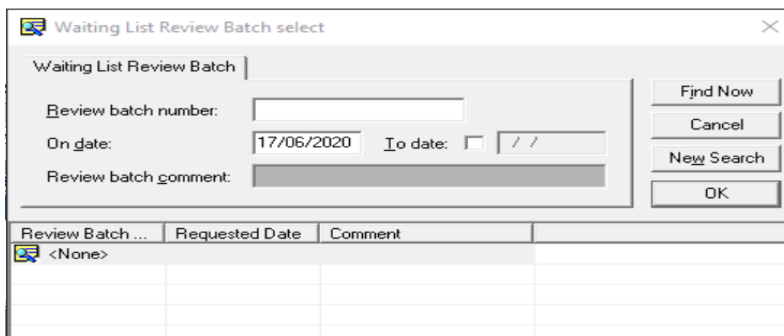 Waiting List Review Batch select
Waiting List Review Batch
Review batch number:
On date: 17/06/2020 To date: / /
Review batch comment:
Find Now
Cancel
New Search
OK
Review Batch ... Requested Date Comment
<None>